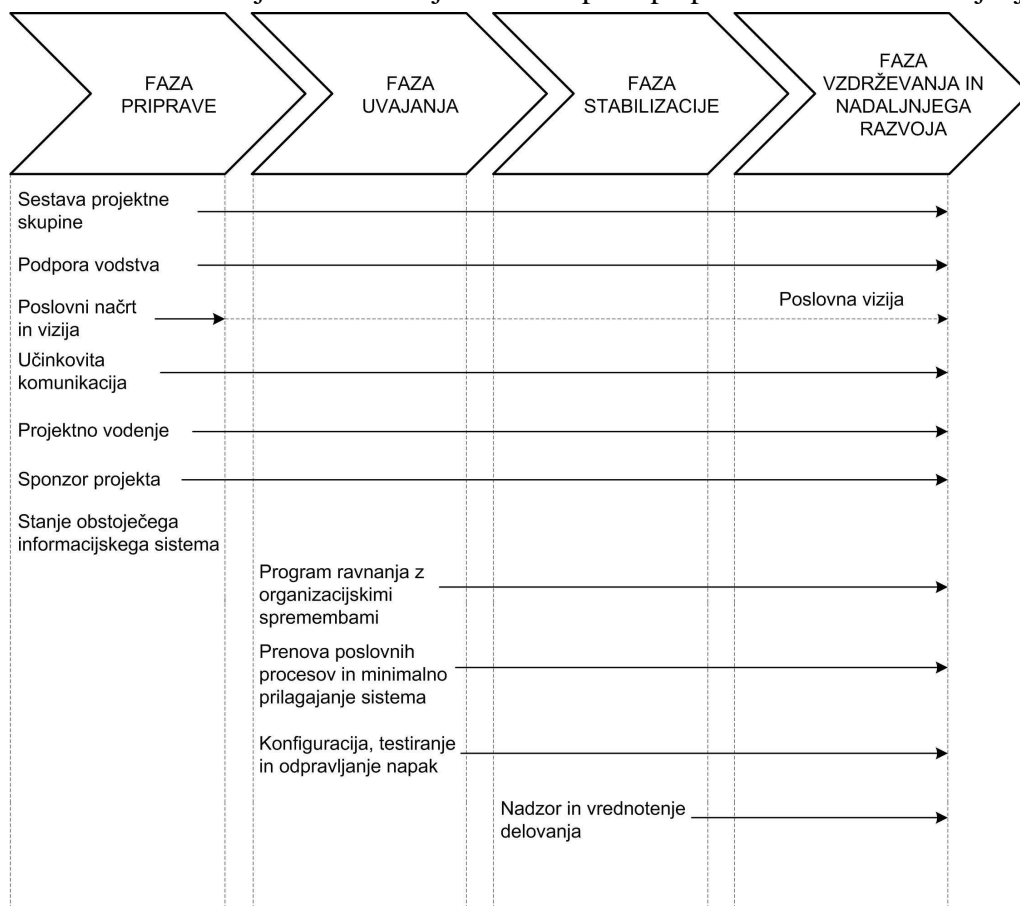 FAZA
PRIPRAVE
FAZA
UVAJANJA
FAZA
STABILIZACIJE
FAZA
VZDRŽEVANJA IN
NADALJNJEGA
RAZVOJA
Sestava projektne
skupine
Podpora vodstva
Poslovni načrt
in vizija
Poslovna vizija
Učinkovita
komunikacija
Projektno vodenje
Sponzor projekta
Stanje obstoječega
informacijskega sistema
Program ravnanja z
organizacijskimi
spremembami
Prenova poslovnih
procesov in minimalno
prilagajanje sistema
Konfiguracija, testiranje
in odpravljanje napak
Nadzor in vrednotenje
delovanja